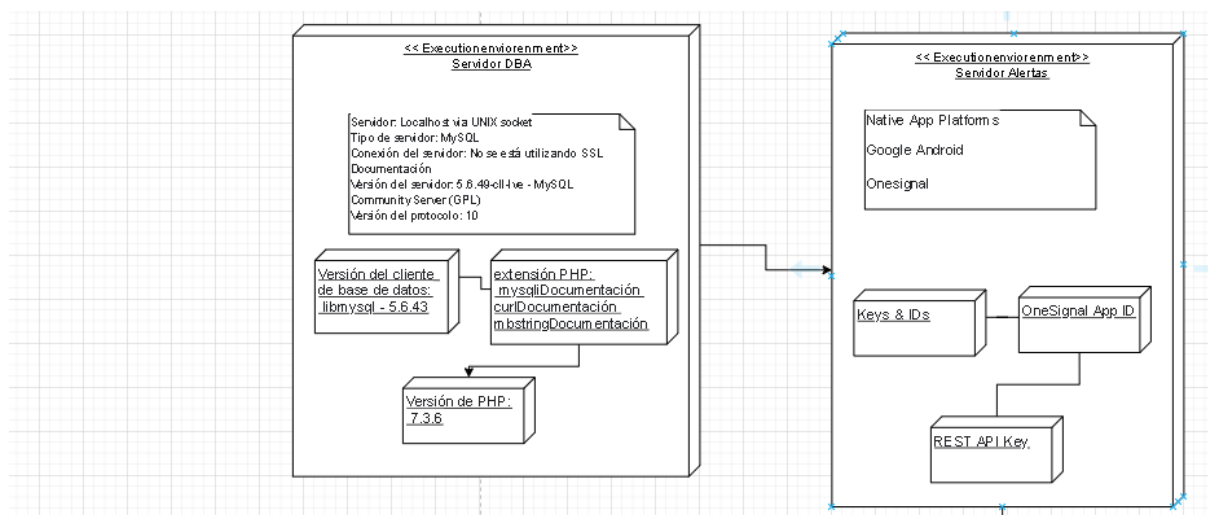 << Executionenviorenment>>
Servidor DBA
Servidor: Localhost via UNIX socket
Tipo de servidor: MySQL
Conexión del servidor: No se está utilizando SSL
Documentación
Versión del servidor: 5.6.49-cll-lve - MySQL
Community Server (GPL)
Versión del protocolo: 10
Versión del cliente
de base de datos:
libmysql - 5.6.43
extensión PHP:
mysqliDocumentación
curlDocumentación
mbstringDocumentación
Versión de PHP:
7.3.6
<< Executionenviorenment>>
Servidor Alertas
Native App Platforms
Google Android
Onesignal
Keys & IDs
OneSignal App ID
REST API Key